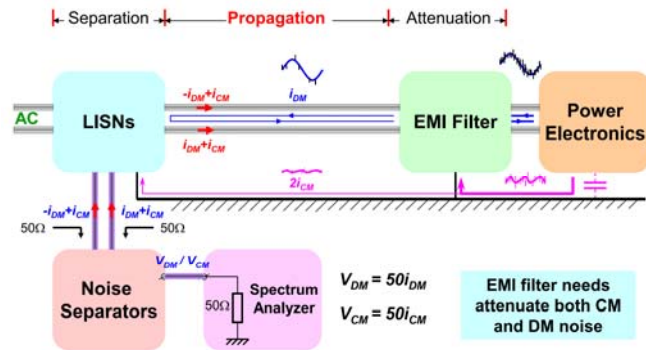 Separation
Propagation
Attenuation
AC
LISNs
-iDM+iCM
iDM
iDM+iCM
EMI Filter
Power
Electronics
2iCM
-iDM+iCM
iDM+iCM
50Ω
50Ω
Noise
Separators
VDM / VCM
50Ω
Spectrum
Analyzer
VDM = 50iDM
VCM = 50iCM
EMI filter needs
attenuate both CM
and DM noise